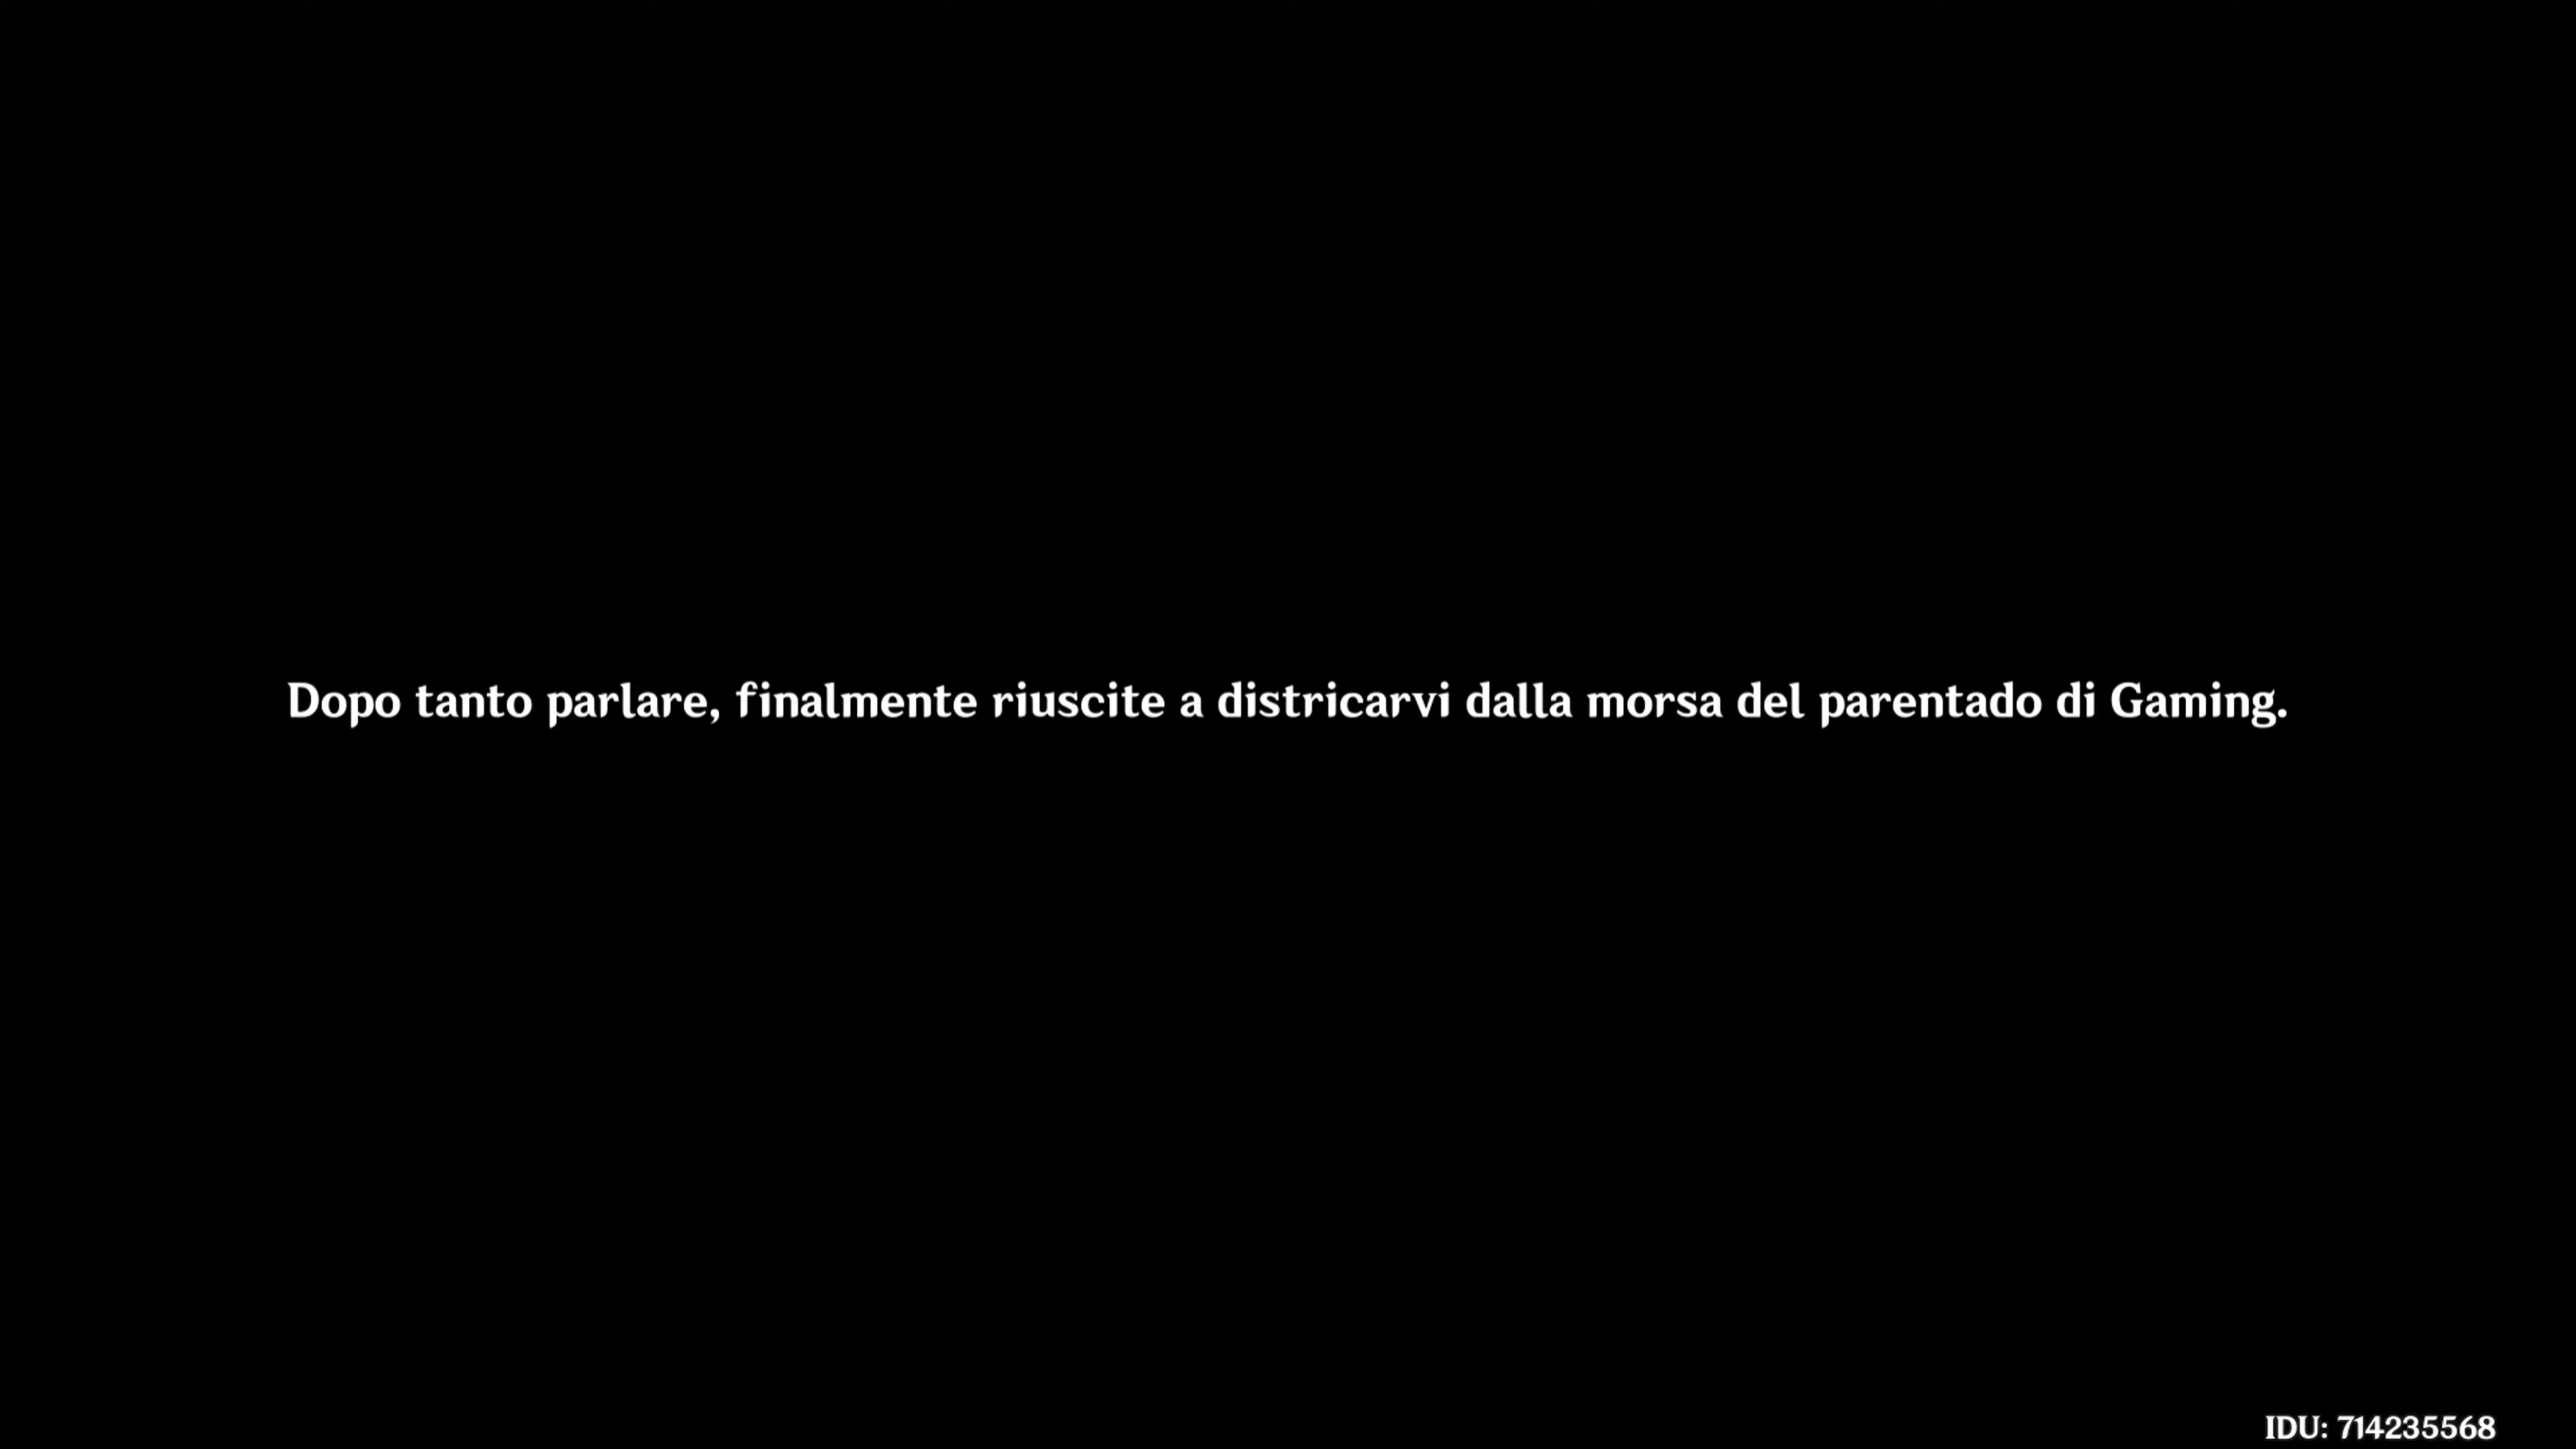 Dopo tanto parlare, finalmente riuscite a districarvi dalla morsa del parentado di Gaming.
IDU: 714235568